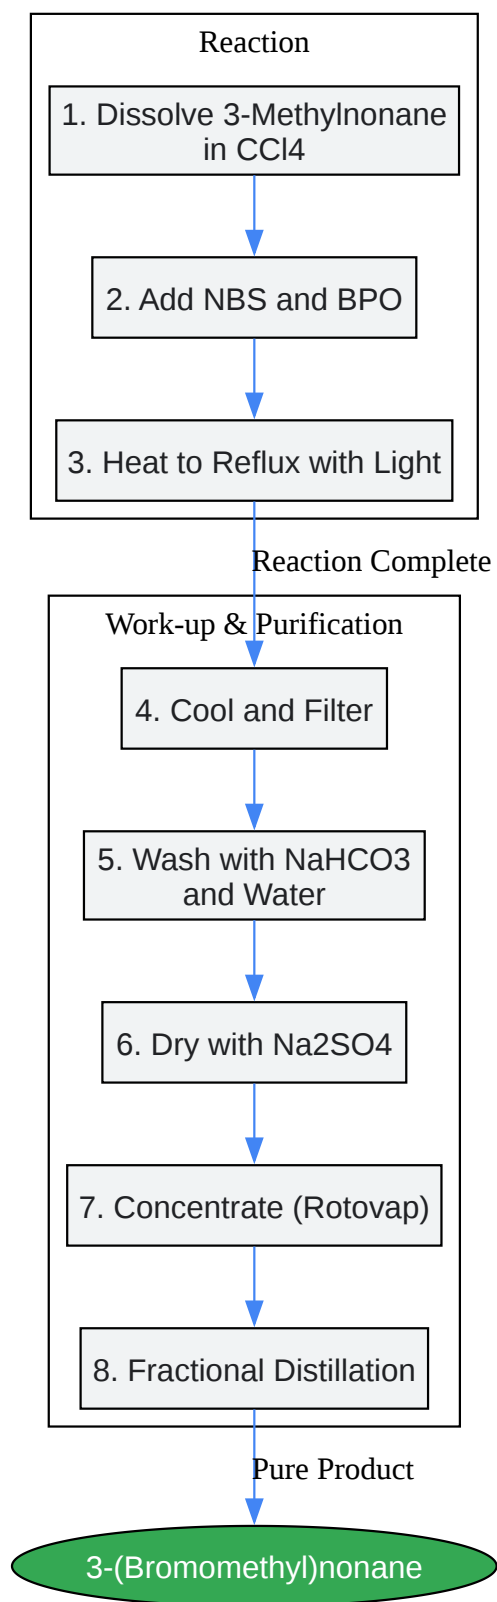 Reaction
1. Dissolve 3-Methylnonane
in CCl4
2. Add NBS and BPO
3. Heat to Reflux with Light
Reaction Complete
Work-up & Purification
4. Cool and Filter
5. Wash with NaHCO3
and Water
6. Dry with Na2SO4
7. Concentrate (Rotovap)
8. Fractional Distillation
Pure Product
3-(Bromomethyl)nonane